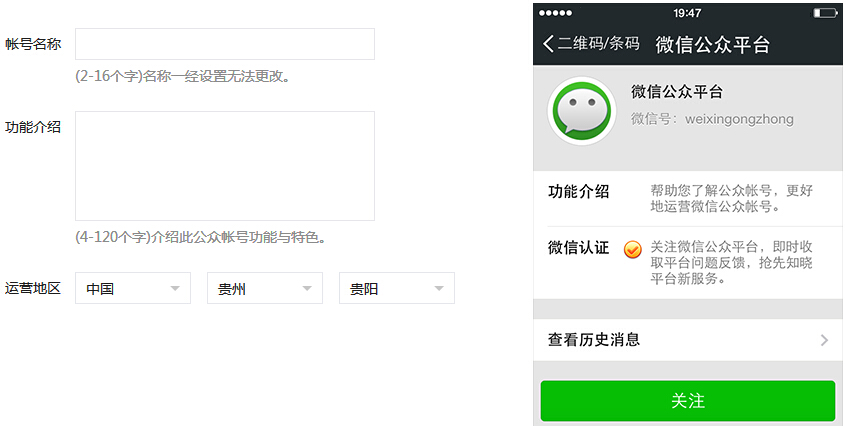 帐号名称
(2-16个字)名称一经设置无法更改。
功能介绍
(4-120个字)介绍此公众帐号功能与特色。
运营地区 中国 贵州 贵阳
19:47
二维码/条码 微信公众平台
微信公众平台
微信号：weixingongzhong
功能介绍 帮助您了解公众帐号，更好
地运营微信公众帐号。
微信认证 关注微信公众平台，即时收
取平台问题反馈，抢先知晓
平台新服务。
查看历史消息
关注